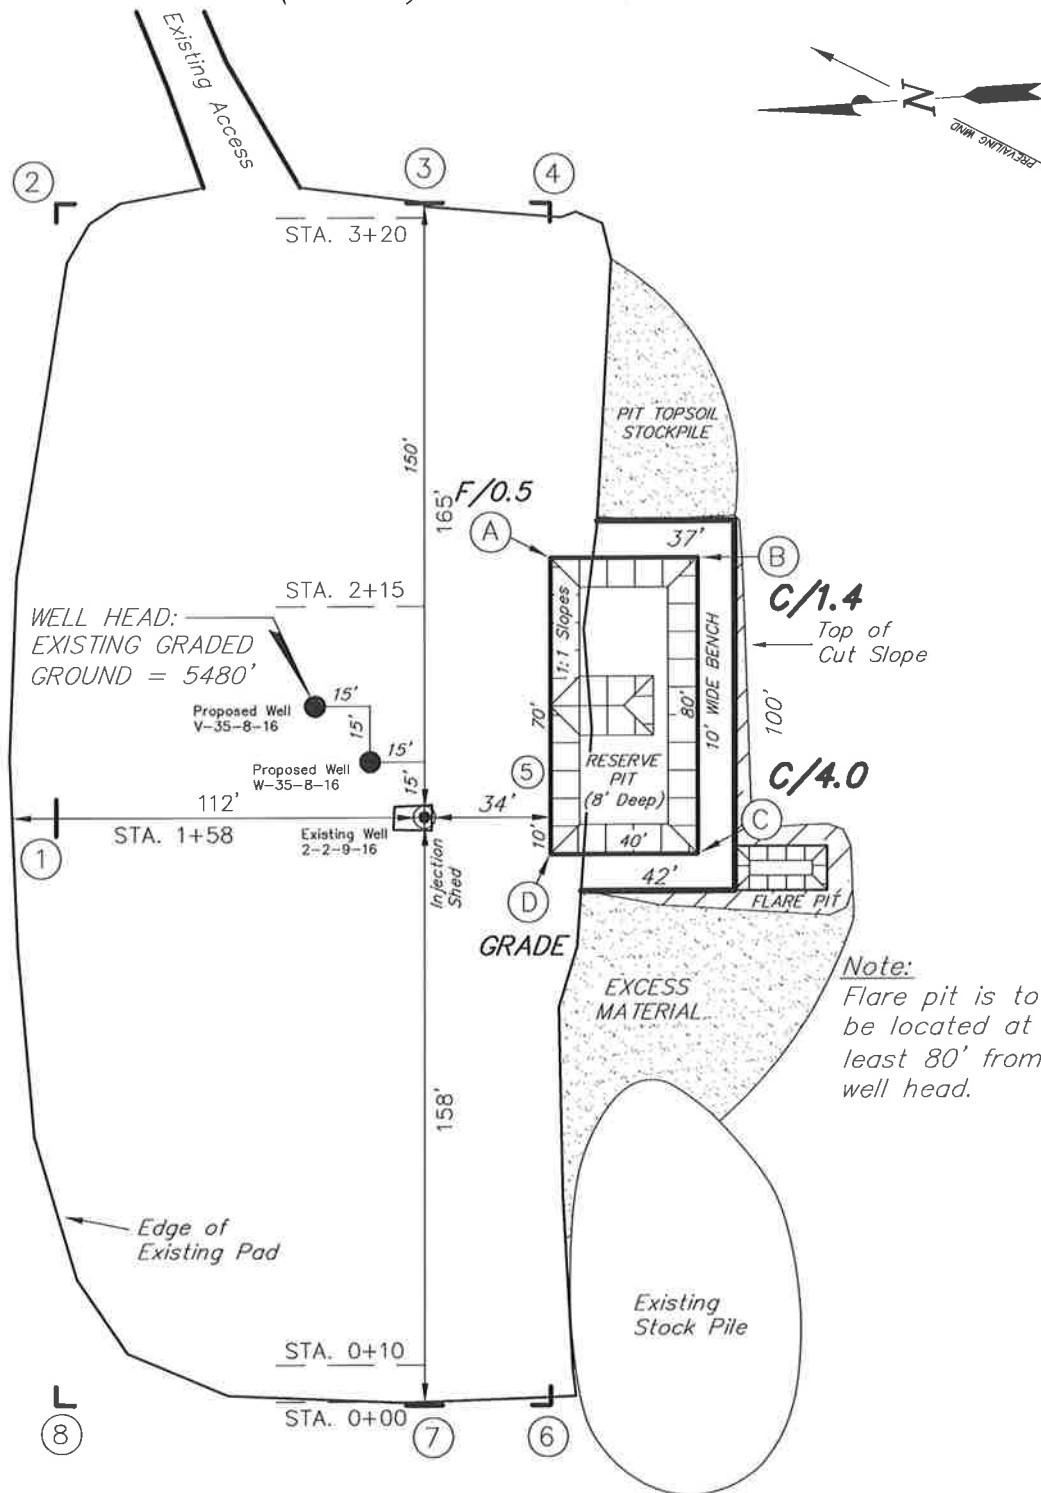 Existing Access
N
PREVAILING WIND
2
3
4
STA. 3+20
PIT TOPSOIL
STOCKPILE
150'
165'
F/0.5
A
37'
B
STA. 2+15
1:1 Slopes
C/1.4
Top of
Cut Slope
WELL HEAD:
EXISTING GRADED
GROUND = 5480'
10' WIDE BENCH
80'
100'
70'
15'
15'
Proposed Well
V-35-8-16
15'
15'
Proposed Well
W-35-8-16
5
RESERVE
PIT
(8' Deep)
C/4.0
112'
34'
1
STA. 1+58
Existing Well
2-2-9-16
Injection
Shed
10'
40'
C
42'
D
FLARE PIT
GRADE
EXCESS
MATERIAL
Note:
Flare pit is to
be located at
least 80' from
well head.
158'
Edge of
Existing Pad
Existing
Stock Pile
STA. 0+10
STA. 0+00
8
7
6